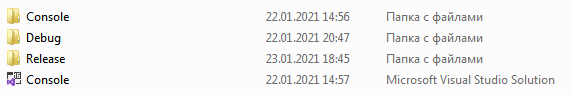 Console 22.01.2021 14:56 Папка с файлами
Debug 22.01.2021 20:47 Папка с файлами
Release 23.01.2021 18:45 Папка с файлами
Console 22.01.2021 14:57 Microsoft Visual Studio Solution